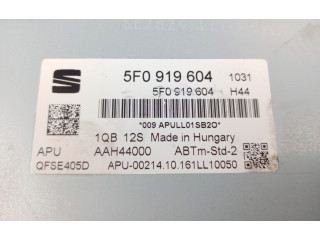 5F0 919 604 1031
5F0 919 604 H44
*009 APULL01SB2O*
1QB 12S Made in Hungary
APU AAH44000 ABTm-Std-2
QFSE405D APU-00214.10.161LL10050